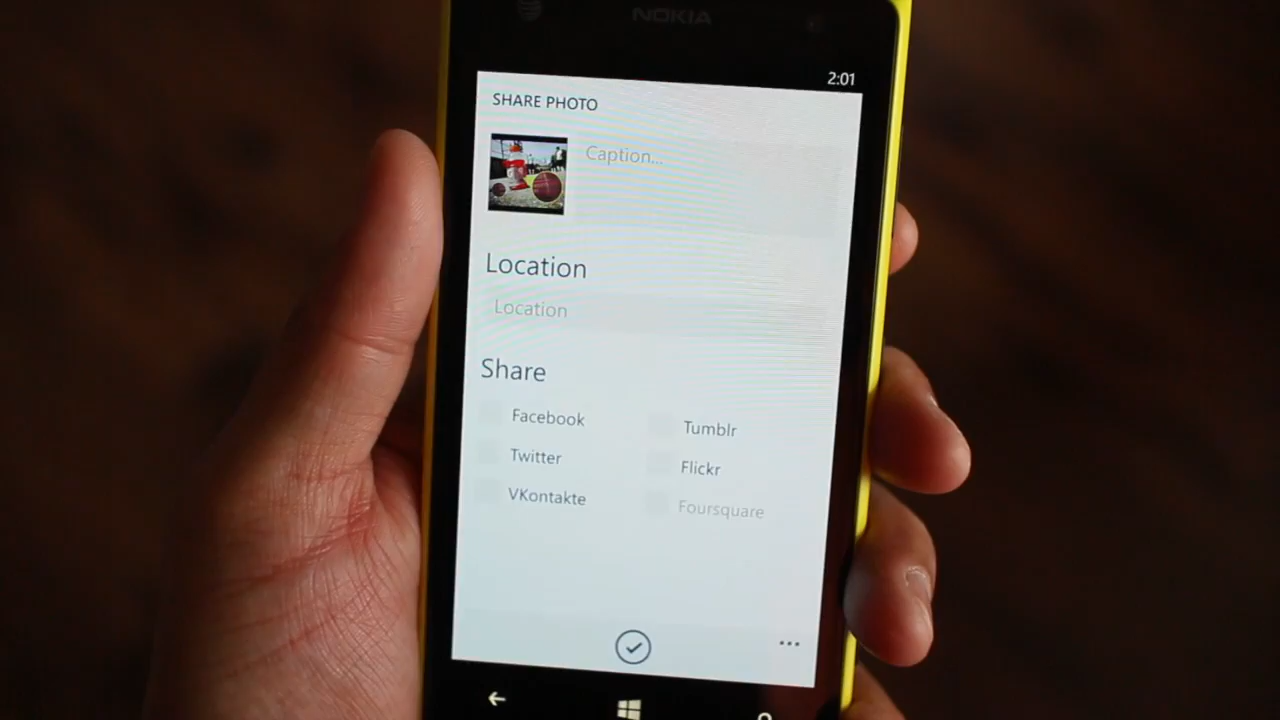 NOKIA
2:01
SHARE PHOTO
Caption...
Location
Location
Share
Facebook
Tumblr
Twitter
Flickr
VKontakte
Foursquare